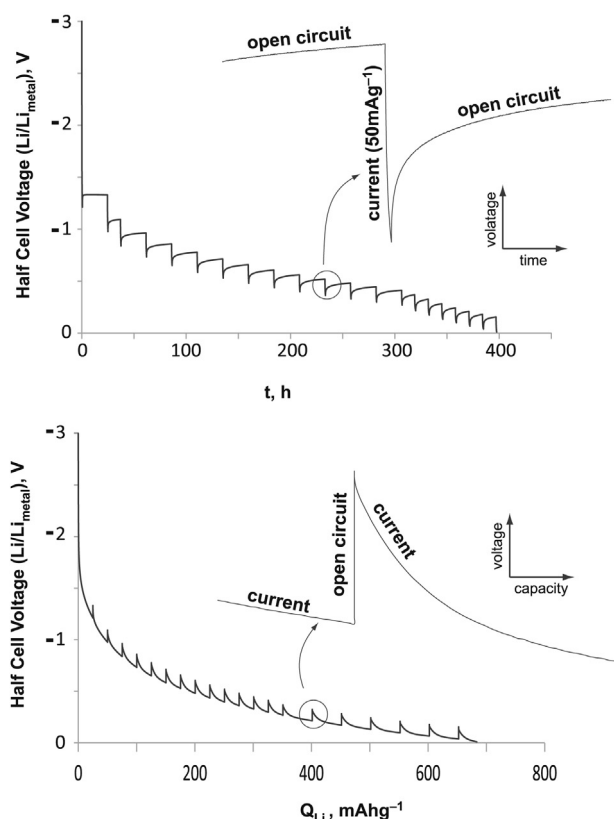 Half Cell Voltage (Li/Li_metal), V
-3
-2
-1
0
open circuit
current (50mAg⁻¹)
open circuit
volatage
time
0
100
200
300
400
t, h
Half Cell Voltage (Li/Li_metal), V
-3
-2
-1
0
current
open circuit
current
voltage
capacity
0
200
400
600
800
Q_Li, mAhg⁻¹